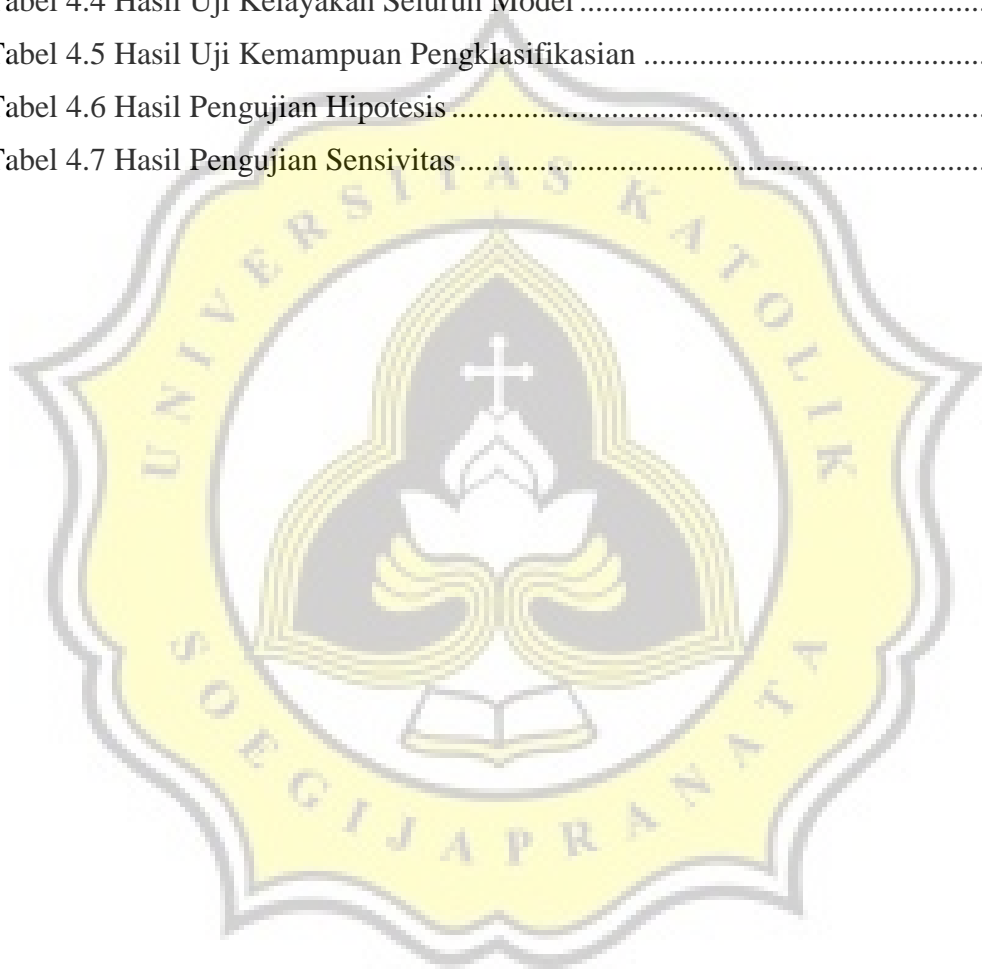 Tabel 4.4 Hasil Uji Kelayakan Seluruh Model....................................................
Tabel 4.5 Hasil Uji Kemampuan Pengklasifikasian ............................................
Tabel 4.6 Hasil Pengujian Hipotesis....................................................................
Tabel 4.7 Hasil Pengujian Sensivitas...................................................................
UNIVERSITAS KATOLIK
SOEGIJAPRANATA